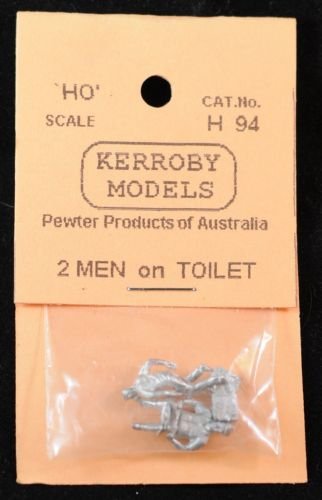 'HO'
SCALE
CAT.No.
H 94
KERROBY
MODELS
Pewter Products of Australia
2 MEN on TOILET